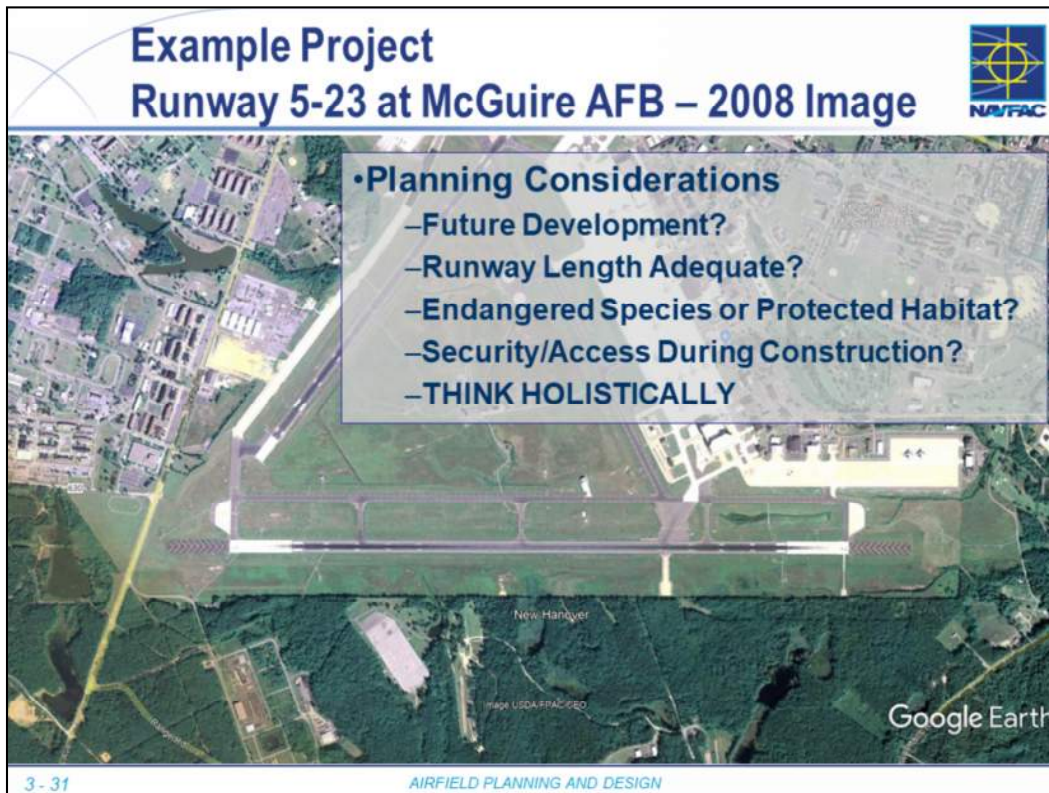 Example Project
Runway 5-23 at McGuire AFB – 2008 Image
NAVFAC
•Planning Considerations
–Future Development?
–Runway Length Adequate?
–Endangered Species or Protected Habitat?
–Security/Access During Construction?
–THINK HOLISTICALLY
New Hanover
Image USDA/FPAC/GEO
Google Earth
3 - 31
AIRFIELD PLANNING AND DESIGN